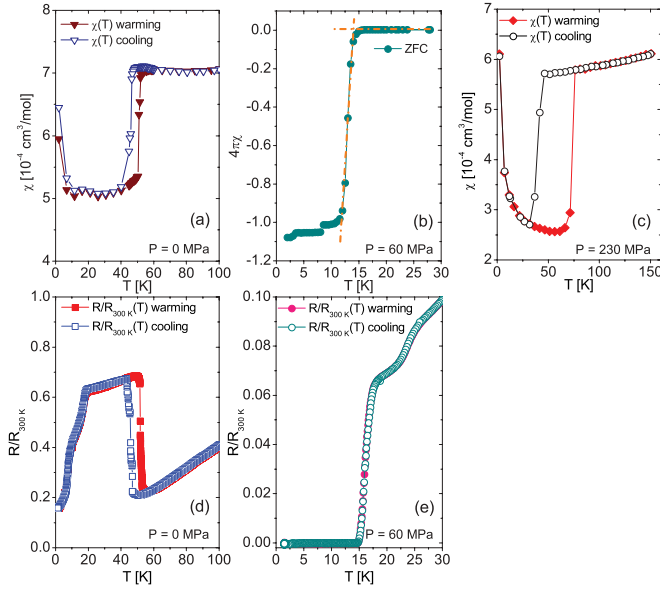 χ(T) warming
χ(T) cooling
χ [10⁻⁴ cm³/mol]
8
7
6
5
4
0 20 40 60 80 100
T [K]
(a)
P = 0 MPa
ZFC
4πχ
0.0
-0.2
-0.4
-0.6
-0.8
-1.0
-1.2
0 5 10 15 20 25 30
T [K]
(b)
P = 60 MPa
χ(T) warming
χ(T) cooling
χ [10⁻⁴ cm³/mol]
6
5
4
3
2
0 50 100 150
T [K]
(c)
P = 230 MPa
R/R₃₀₀ K(T) warming
R/R₃₀₀ K(T) cooling
R/R₃₀₀ K
1.0
0.8
0.6
0.4
0.2
0.0
0 20 40 60 80 100
T [K]
(d)
P = 0 MPa
R/R₃₀₀ K(T) warming
R/R₃₀₀ K(T) cooling
R/R₃₀₀ K
0.10
0.08
0.06
0.04
0.02
0.00
0 5 10 15 20 25 30
T [K]
(e)
P = 60 MPa